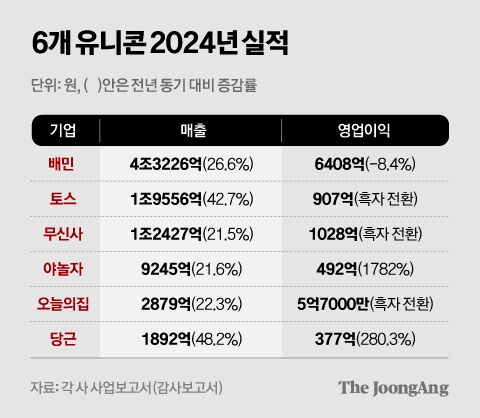 6개 유니콘 2024년 실적
단위: 원, ( )안은 전년 동기 대비 증감률
기업 매출 영업이익
배민 4조3226억(26.6%) 6408억(-8.4%)
토스 1조9556억(42.7%) 907억(흑자 전환)
무신사 1조2427억(21.5%) 1028억(흑자 전환)
야놀자 9245억(21.6%) 492억(1782%)
오늘의집 2879억(22.3%) 5억7000만(흑자 전환)
당근 1892억(48.2%) 377억(280.3%)
자료: 각 사 사업보고서(감사보고서) The JoongAng